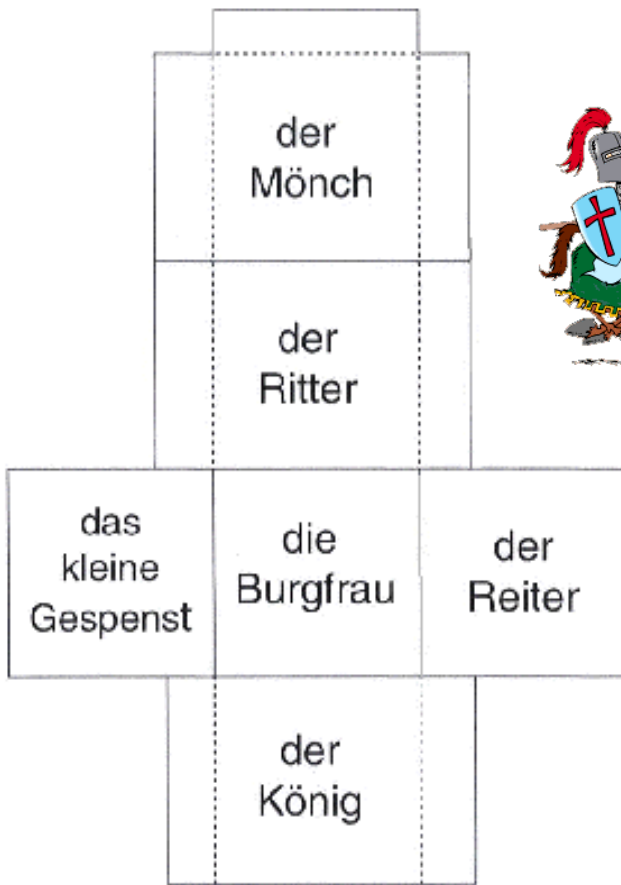 der
Mönch
der
Ritter
das
kleine
Gespenst
die
Burgfrau
der
Reiter
der
König